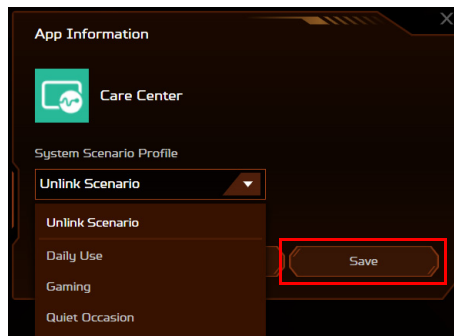 App Information
Care Center
System Scenario Profile
Unlink Scenario
Unlink Scenario
Daily Use
Save
Gaming
Quiet Occasion